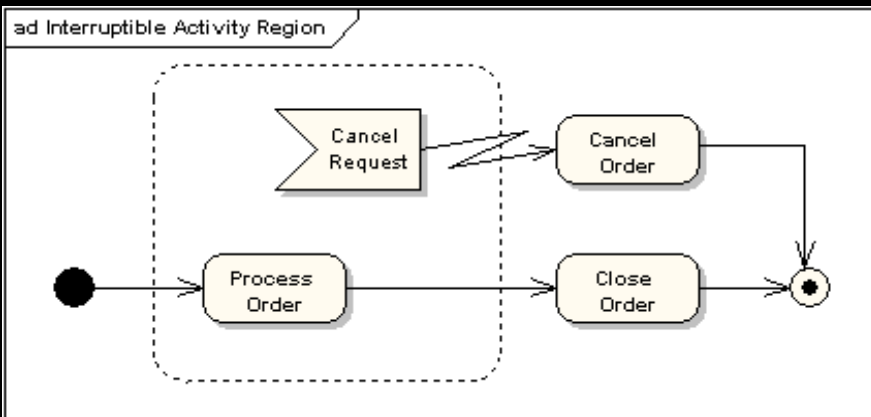 ad Interruptible Activity Region
Cancel
Request
Cancel
Order
Process
Order
Close
Order